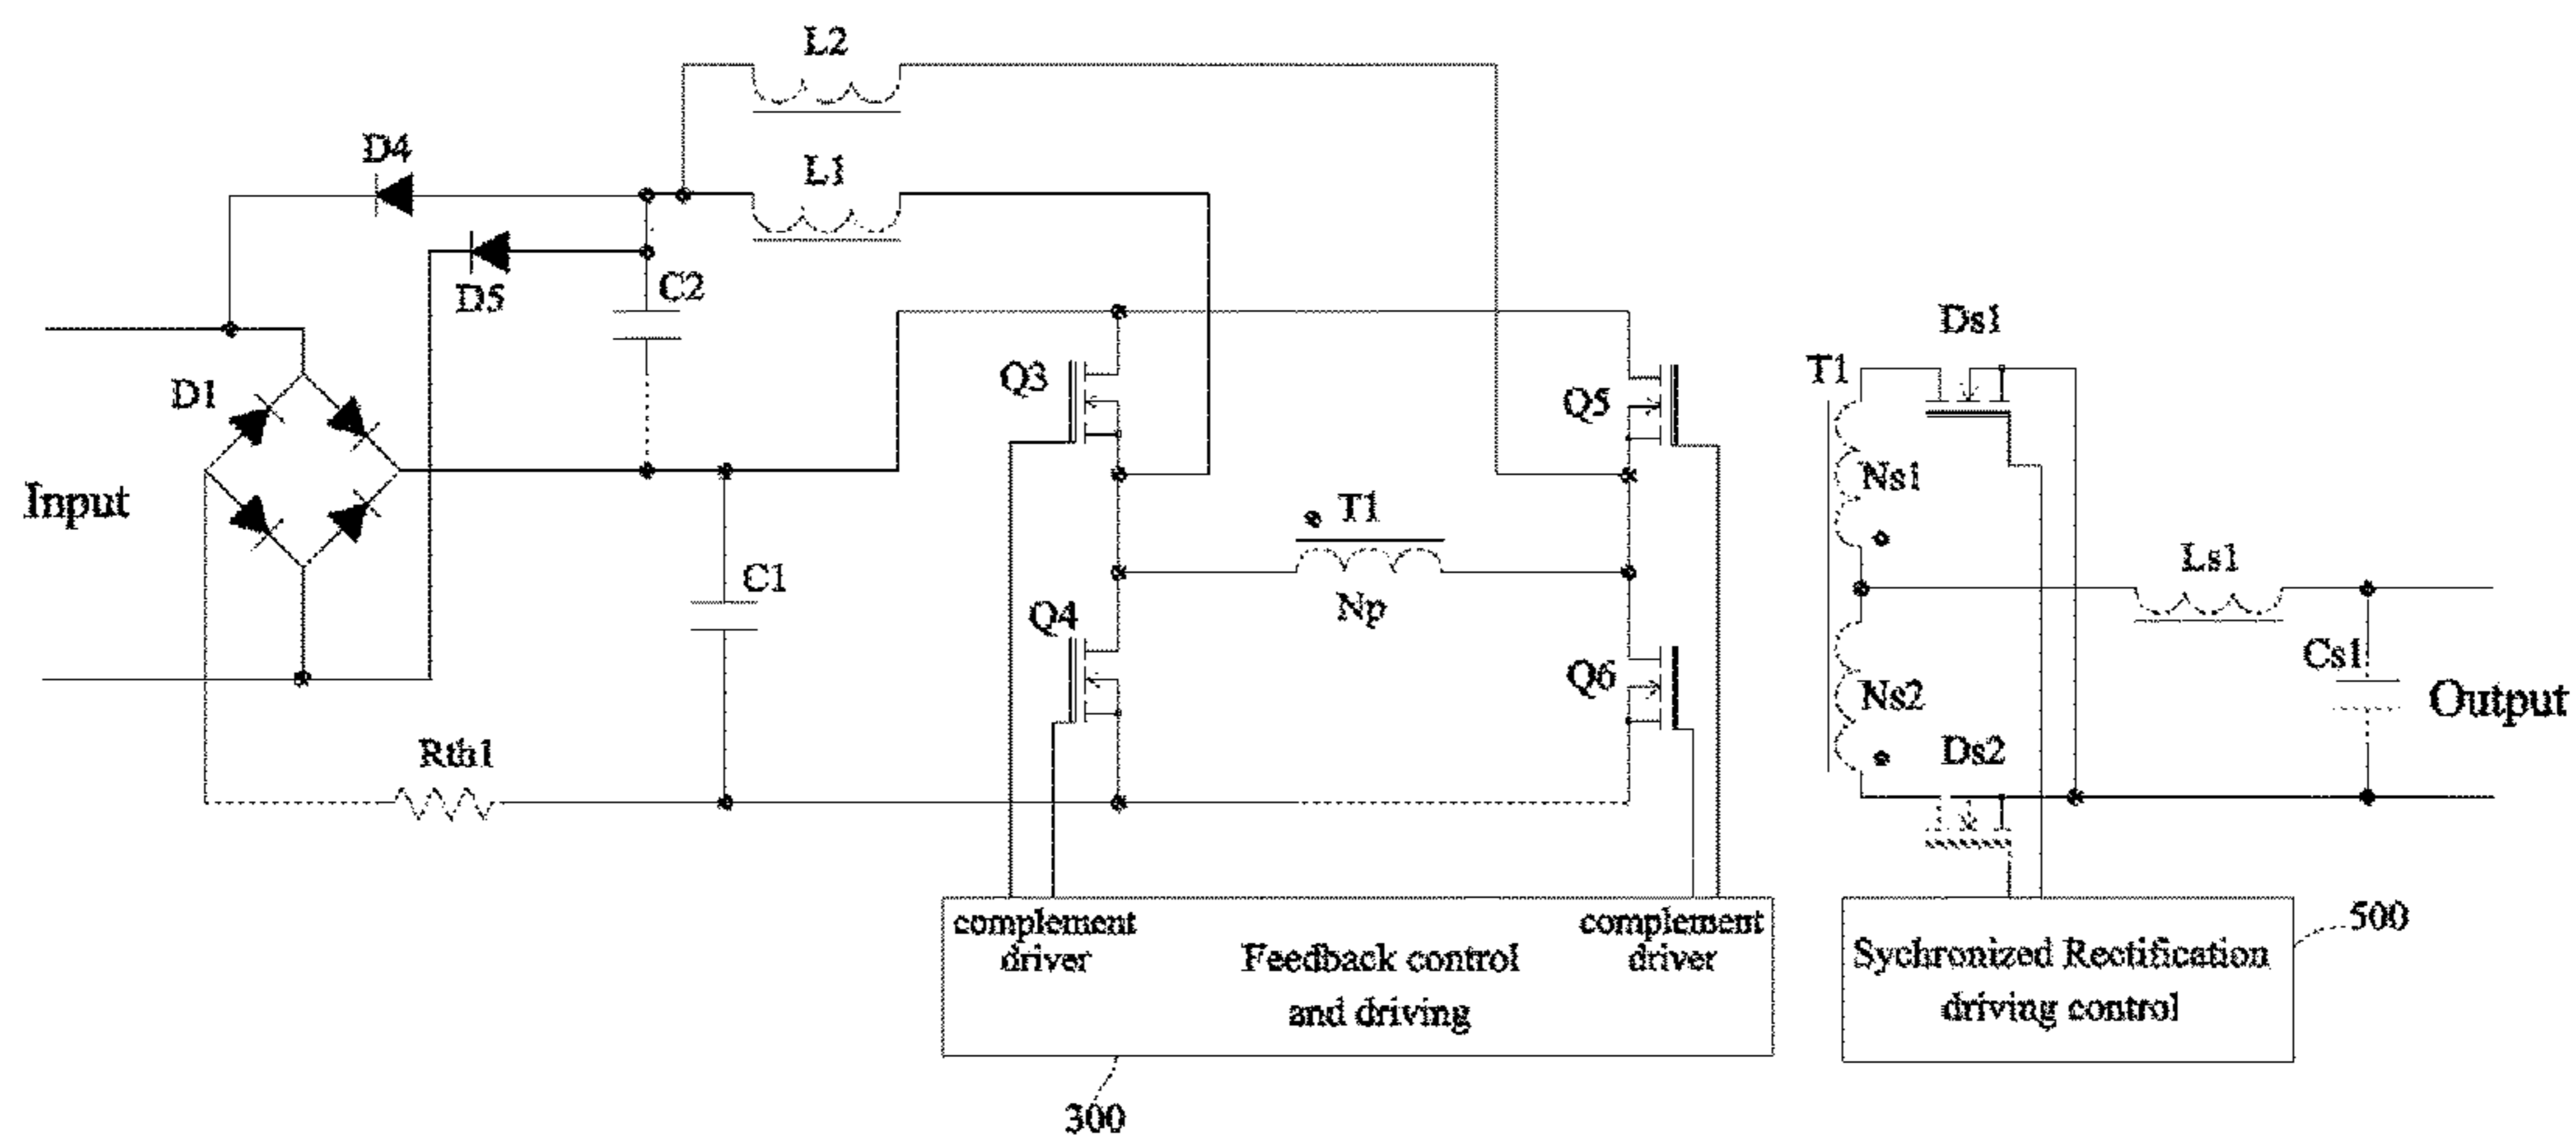 L2
L1
D4
D5
C2
D1
Input
Q3
Q5
Ds1
T1
Ns1
T1
Np
C1
Q4
Q6
Ls1
Cs1
Ns2
Output
Ds2
Rth1
complement
driver
Feedback control
and driving
complement
driver
Sychronized Rectification
driving control
500
300